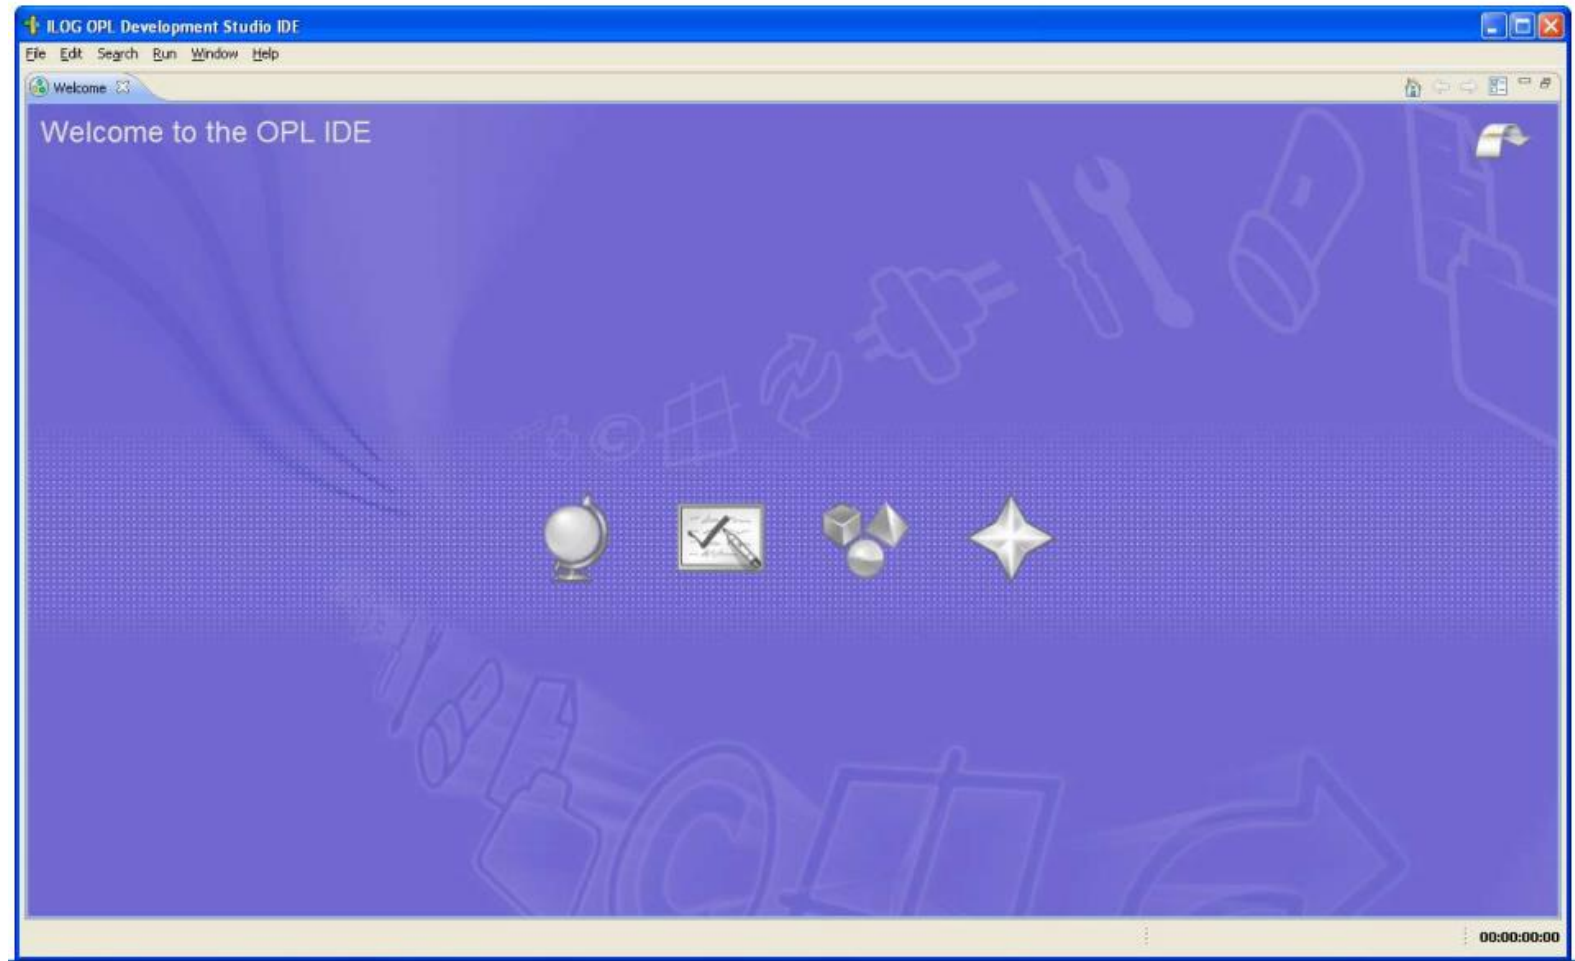 ILOG OPL Development Studio IDE
File Edit Search Run Window Help
Welcome
Welcome to the OPL IDE
©
00:00:00:00